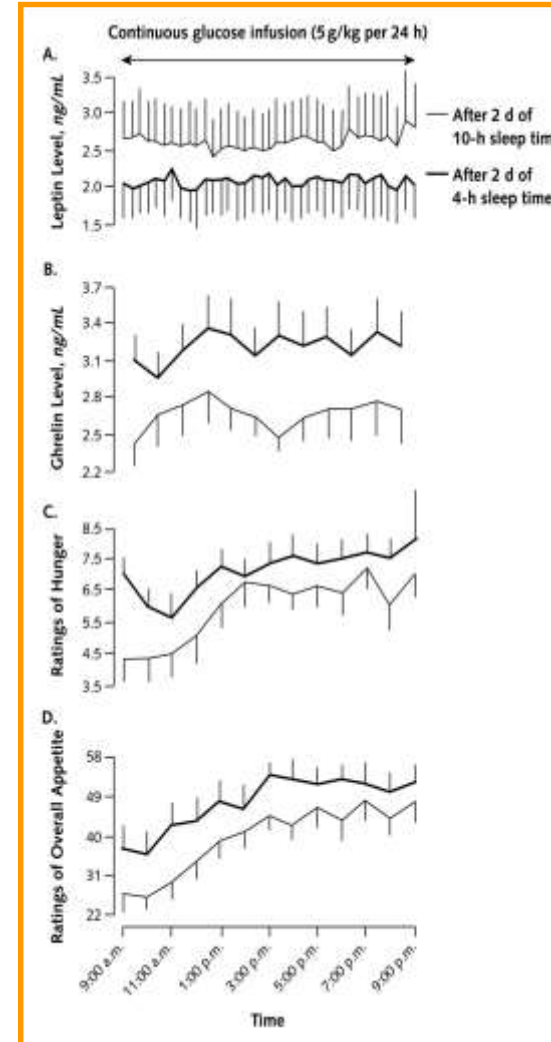 Continuous glucose infusion (5 g/kg per 24 h)
A.
Leptin Level, ng/mL
3.5
3.0
2.5
2.0
1.5
After 2 d of
10-h sleep time
After 2 d of
4-h sleep time
B.
Ghrelin Level, ng/mL
3.7
3.4
3.1
2.8
2.5
2.2
C.
Ratings of Hunger
8.5
7.5
6.5
5.5
4.5
3.5
D.
Ratings of Overall Appetite
58
49
40
31
22
9:00 a.m.
11:00 a.m.
1:00 p.m.
3:00 p.m.
5:00 p.m.
7:00 p.m.
9:00 p.m.
Time